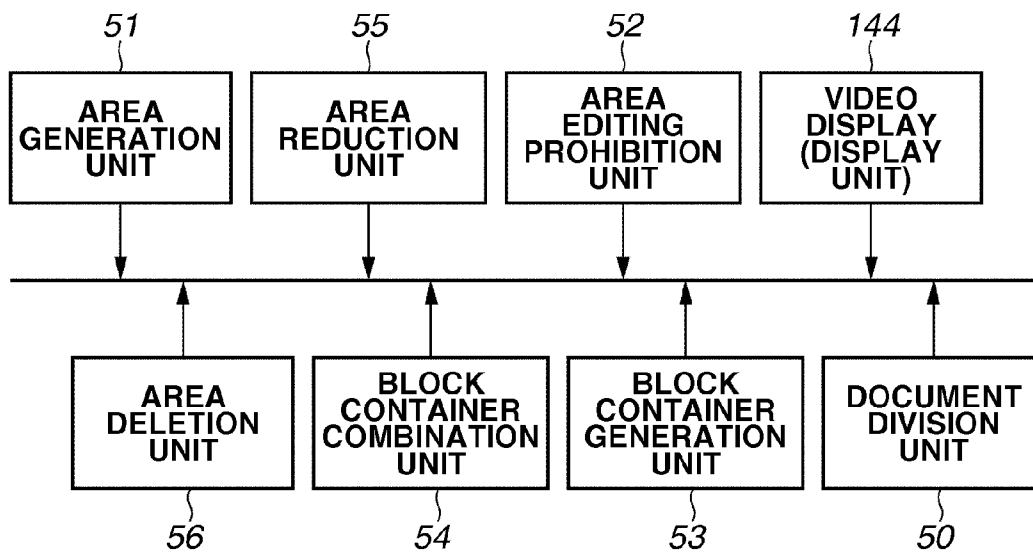 51
55
52
144
AREA
GENERATION
UNIT
AREA
REDUCTION
UNIT
AREA
EDITING
PROHIBITION
UNIT
VIDEO
DISPLAY
(DISPLAY
UNIT)
AREA
DELETION
UNIT
BLOCK
CONTAINER
COMBINATION
UNIT
BLOCK
CONTAINER
GENERATION
UNIT
DOCUMENT
DIVISION
UNIT
56
54
53
50